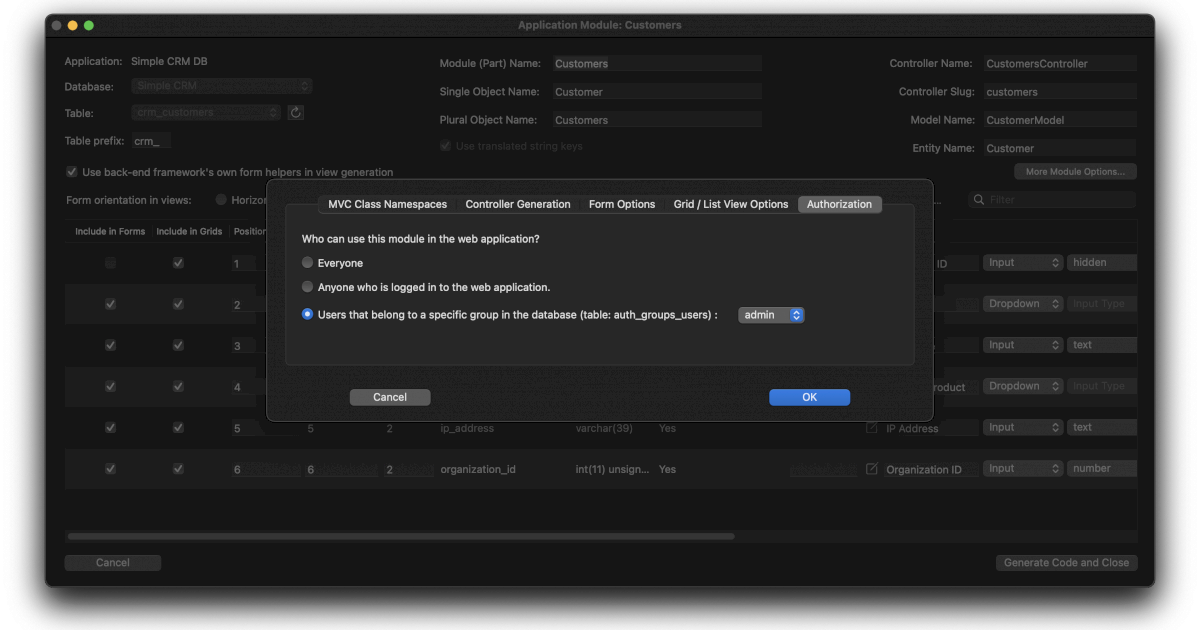 Application Module: Customers
Application: Simple CRM DB
Database: Simple CRM
Table: crm_customers
Table prefix: crm_
Module (Part) Name: Customers
Single Object Name: Customer
Plural Object Name: Customers
Use translated string keys
Controller Name: CustomersController
Controller Slug: customers
Model Name: CustomerModel
Entity Name: Customer
Use back-end framework's own form helpers in view generation
More Module Options...
Form orientation in views:
... Filter
Include in Forms Include in Grids
MVC Class Namespaces Controller Generation Form Options Grid / List View Options Authorization
Who can use this module in the web application?
Everyone
Anyone who is logged in to the web application.
Users that belong to a specific group in the database (table: auth_groups_users) : admin
Cancel OK
1 ID Input hidden
2 Dropdown Input Type
3 Input text
4 Dropdown Input Type
5 5 2 ip_address varchar(39) Yes IP Address Input text
6 6 2 organization_id int(11) unsign... Yes Organization ID Input number
Cancel Generate Code and Close